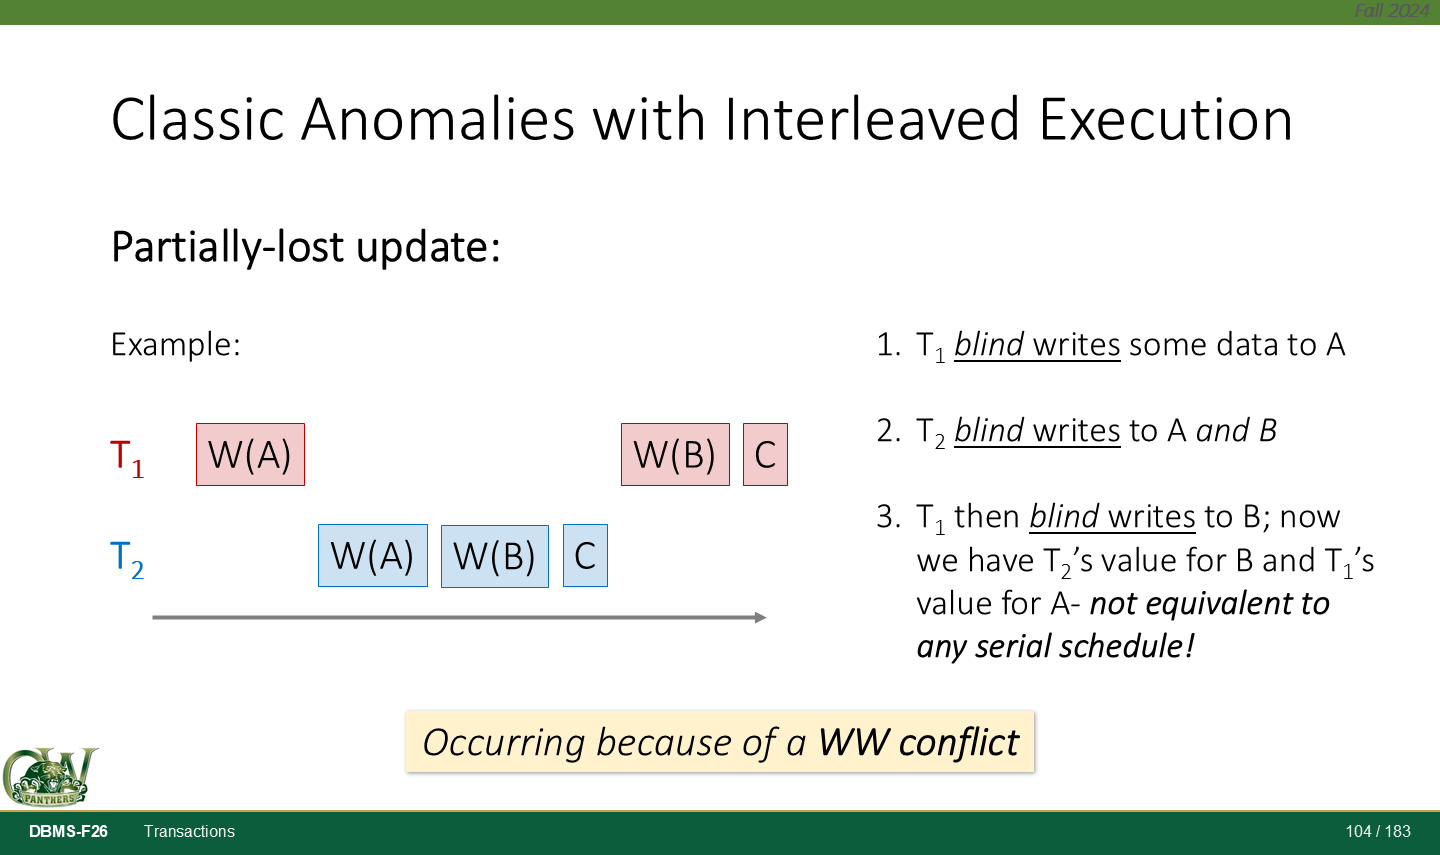 Fall 2024
Classic Anomalies with Interleaved Execution
Partially-lost update:
Example:
T1 W(A) W(B) C
T2 W(A) W(B) C
1. T1 blind writes some data to A
2. T2 blind writes to A and B
3. T1 then blind writes to B; now
we have T2’s value for B and T1’s
value for A- not equivalent to
any serial schedule!
Occurring because of a WW conflict
CW
PANTHERS
DBMS-F26 Transactions 104 / 183